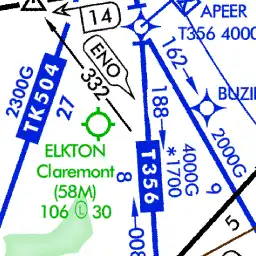 APEER
T356 4000
14
ENO
332
162
BUZI
2300G
TK504
27
188
4000G
*1700
2000G
9
ELKTON
Claremont
(58M)
106 Ⓛ 30
8
T356
5
800